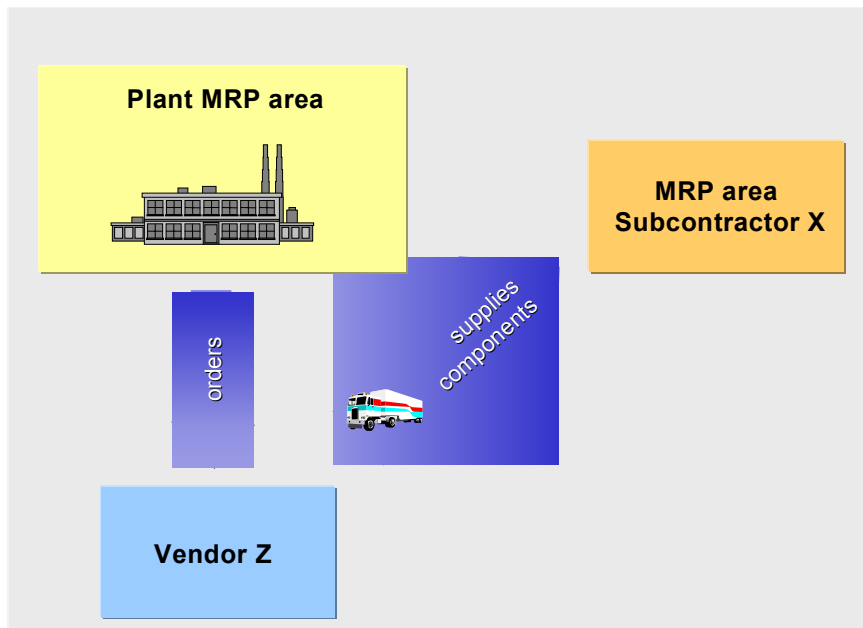 Plant MRP area
MRP area
Subcontractor X
supplies
components
orders
Vendor Z